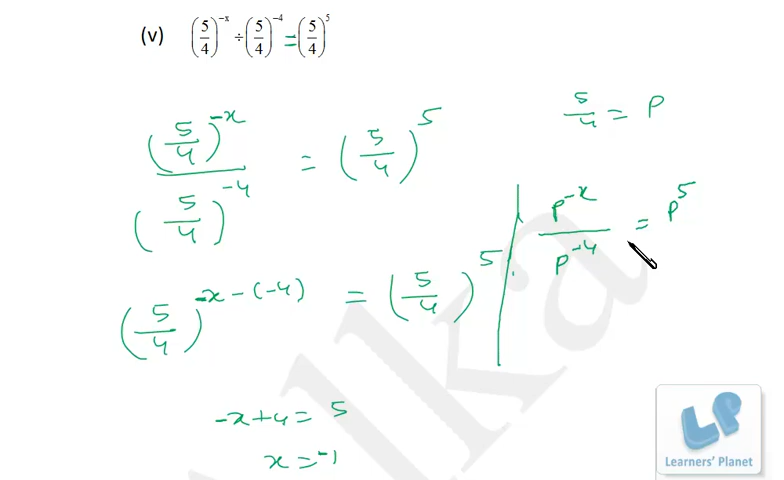 (v) (5/4)^-x ÷ (5/4)^-4 = (5/4)^5
5/4 = P
(5/4)^-x / (5/4)^-4 = (5/4)^5
P^-x / P^-4 = P^5
(5/4)^-x-(-4) = (5/4)^5
-x+4 = 5
x = -1
LP
Learners' Planet